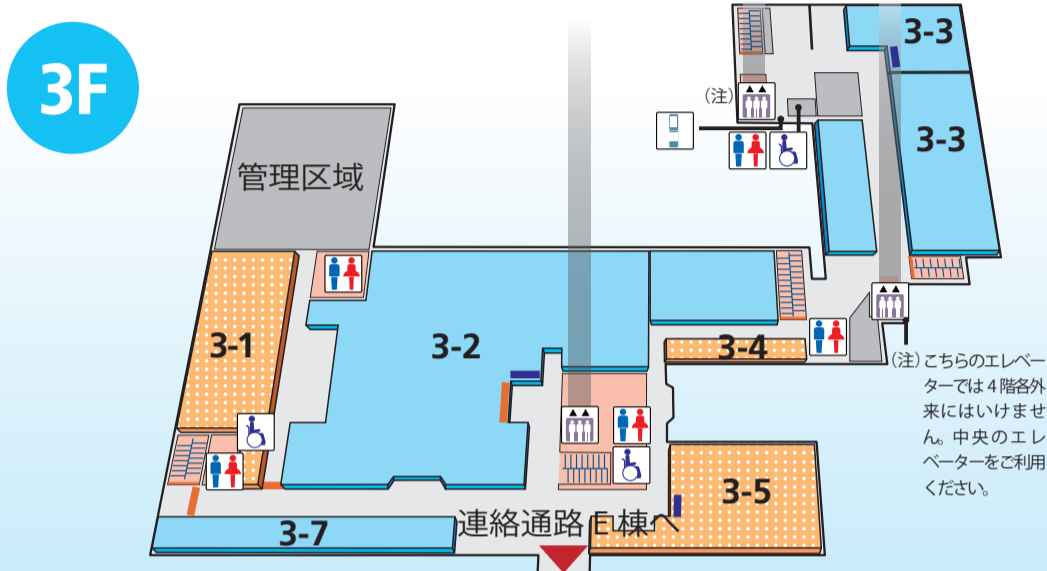 3F
3-3
(注)
3-3
管理区域
3-1
3-2
3-4
(注)こちらのエレベー
ターでは4階各外
来にはいけませ
ん。中央のエレ
ベーターをご利用
ください。
3-5
3-7
連絡通路 E棟へ